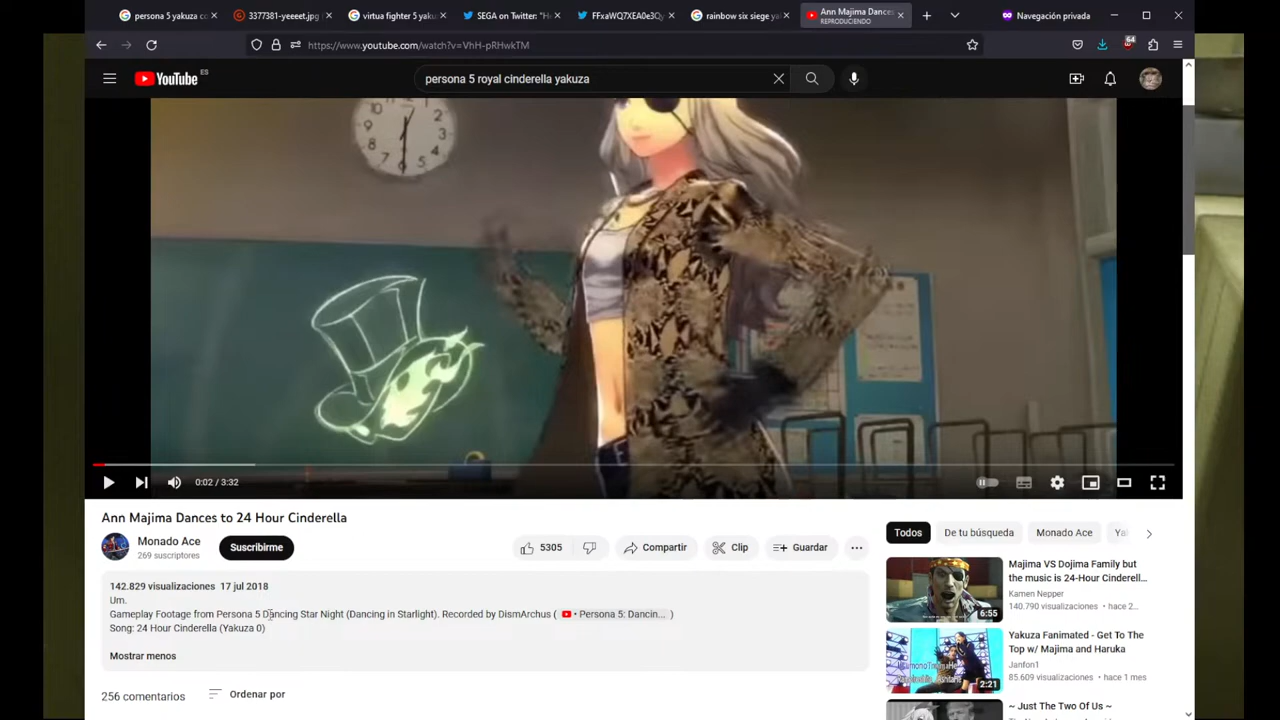 persona 5 yakuza co
3377381-yeeeet.jpg
virtua fighter 5 yaku
SEGA on Twitter: "H
FFxaWQ7XEA0e3Qy
rainbow six siege ya
Ann Majima Dances
REPRODUCIENDO
Navegación privada
https://www.youtube.com/watch?v=VhH-pRHwkTM
64
YouTube ES
persona 5 royal cinderella yakuza
0:02 / 3:32
Ann Majima Dances to 24 Hour Cinderella
Monado Ace
269 suscriptores
Suscribirme
5305
Compartir
Clip
Guardar
142.829 visualizaciones 17 jul 2018
Um.
Gameplay Footage from Persona 5 Dancing Star Night (Dancing in Starlight). Recorded by DismArchus ( • Persona 5: Dancin... )
Song: 24 Hour Cinderella (Yakuza 0)
Mostrar menos
256 comentarios
Ordenar por
Todos
De tu búsqueda
Monado Ace
Majima VS Dojima Family but
the music is 24-Hour Cinderell...
Kamen Nepper
140.790 visualizaciones • hace 2...
6:55
Yakuza Fanimated - Get To The
Top w/ Majima and Haruka
Janfon1
85.609 visualizaciones • hace 1 mes
2:21
~ Just The Two Of Us ~